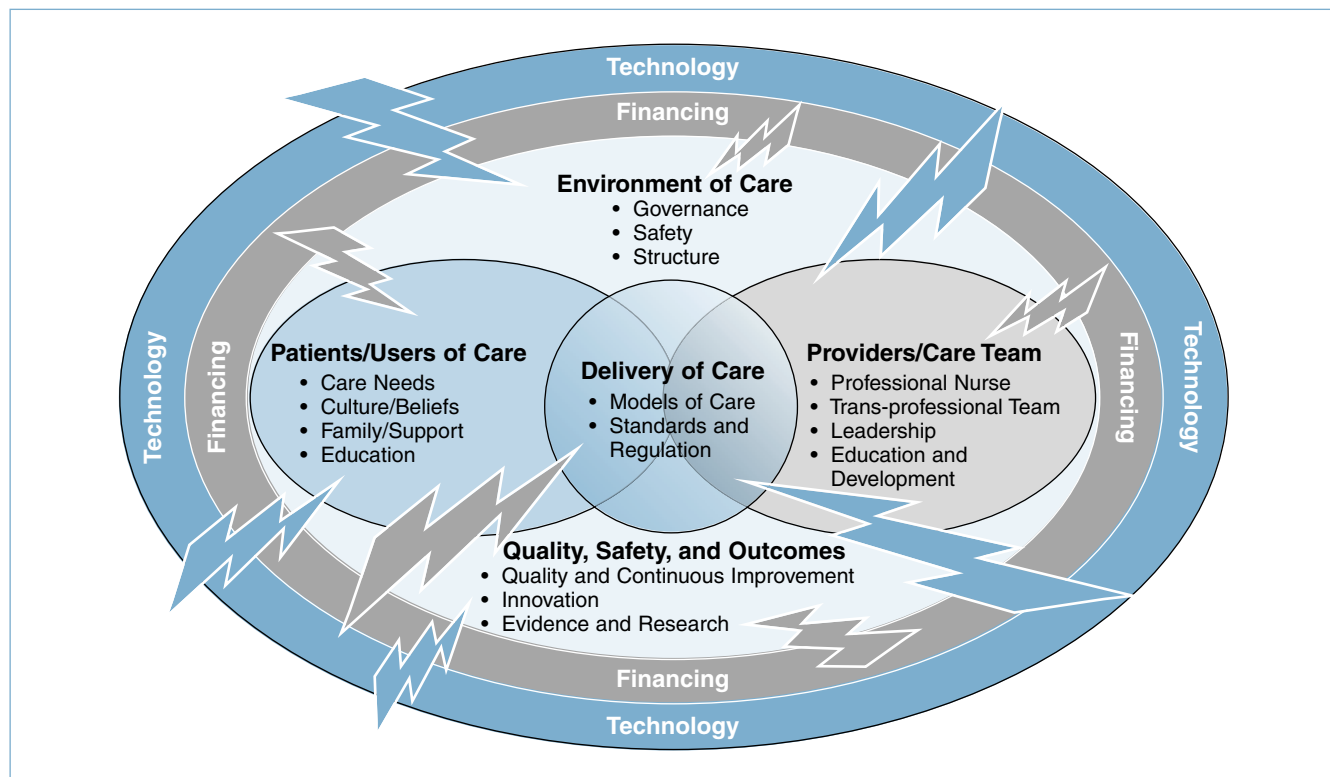 Technology
Financing
Environment of Care
• Governance
• Safety
• Structure
Technology
Financing
Patients/Users of Care
• Care Needs
• Culture/Beliefs
• Family/Support
• Education
Delivery of Care
• Models of Care
• Standards and
Regulation
Providers/Care Team
• Professional Nurse
• Trans-professional Team
• Leadership
• Education and
Development
Financing
Technology
Quality, Safety, and Outcomes
• Quality and Continuous Improvement
• Innovation
• Evidence and Research
Financing
Technology